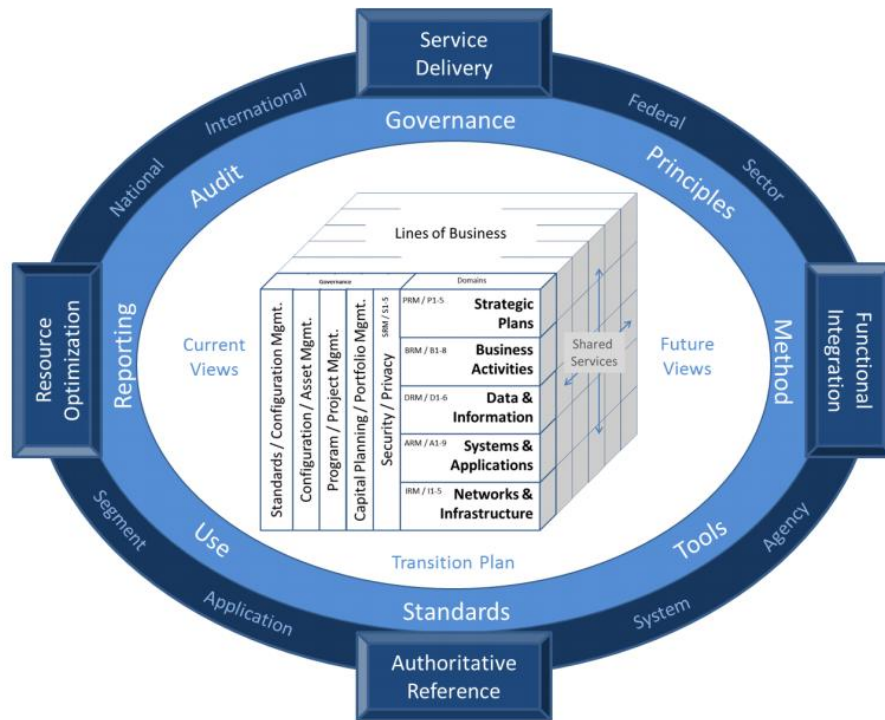 Service
Delivery
International
Federal
Governance
National
Audit
Principles
Sector
Lines of Business
Governance
Domains
Standards / Configuration Mgmt.
Configuration / Asset Mgmt.
Program / Project Mgmt.
Capital Planning / Portfolio Mgmt.
Security / Privacy
SRM / S1-5
PRM / P1-5
Strategic
Plans
BRM / B1-8
Business
Activities
DRM / D1-6
Data &
Information
ARM / A1-9
Systems &
Applications
IRM / I1-5
Networks &
Infrastructure
Shared
Services
Resource
Optimization
Reporting
Current
Views
Future
Views
Method
Functional
Integration
Segment
Use
Transition Plan
Tools
Agency
Application
Standards
System
Authoritative
Reference